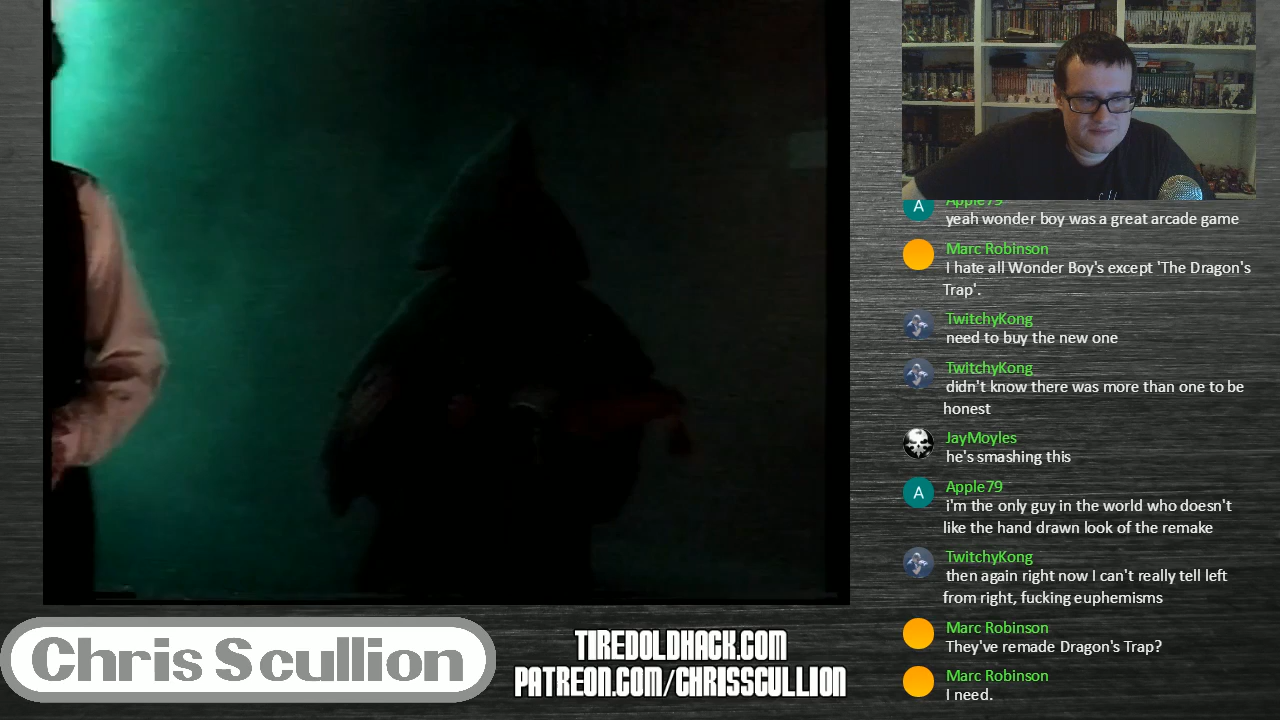 Apple79
yeah wonder boy was a great arcade game
Marc Robinson
I hate all Wonder Boy's except 'The Dragon's
Trap'.
TwitchyKong
need to buy the new one
TwitchyKong
didn't know there was more than one to be
honest
JayMoyles
he's smashing this
A
Apple79
i'm the only guy in the world who doesn't
like the hand drawn look of the remake
TwitchyKong
then again right now I can't really tell left
from right, fucking euphemisms
Marc Robinson
They've remade Dragon's Trap?
Marc Robinson
I need.
Chris Scullion
TIREDOLDHACK.COM
PATREON.COM/CHRISSCULLION